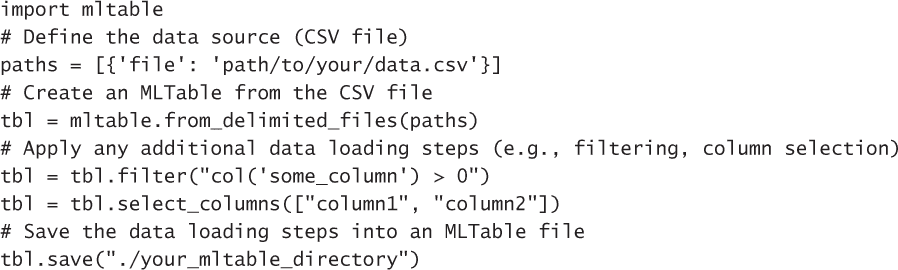 import mltable
# Define the data source (CSV file)
paths = [{'file': 'path/to/your/data.csv'}]
# Create an MLTable from the CSV file
tbl = mltable.from_delimited_files(paths)
# Apply any additional data loading steps (e.g., filtering, column selection)
tbl = tbl.filter("col('some_column') > 0")
tbl = tbl.select_columns(["column1", "column2"])
# Save the data loading steps into an MLTable file
tbl.save("./your_mltable_directory")